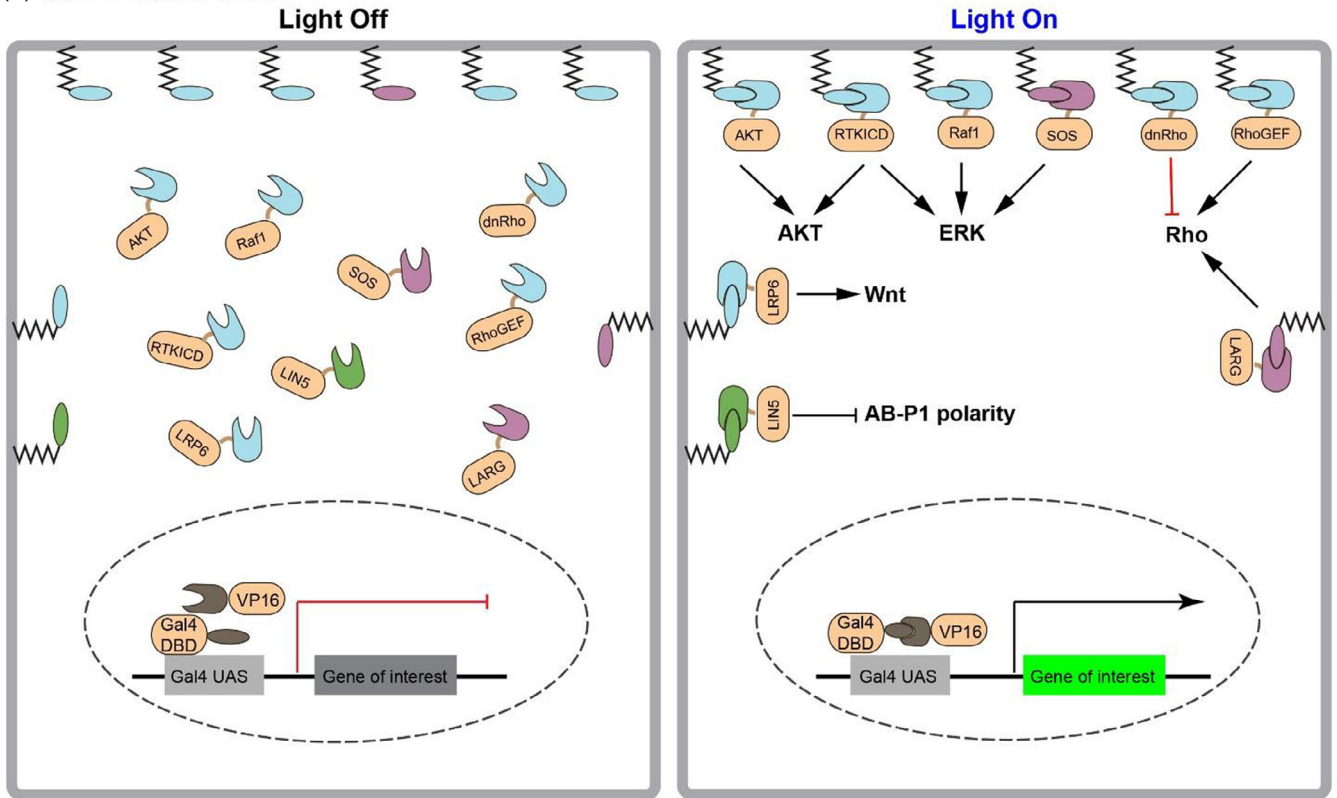 Light Off
Light On
AKT
Raf1
SOS
dnRho
RhoGEF
RTKICD
LIN5
LRP6
LARG
VP16
Gal4
DBD
Gal4 UAS
Gene of interest
AKT
RTKICD
Raf1
SOS
dnRho
RhoGEF
AKT
ERK
Rho
LRP6
Wnt
LARG
LIN5
AB-P1 polarity
Gal4
DBD
VP16
Gal4 UAS
Gene of interest